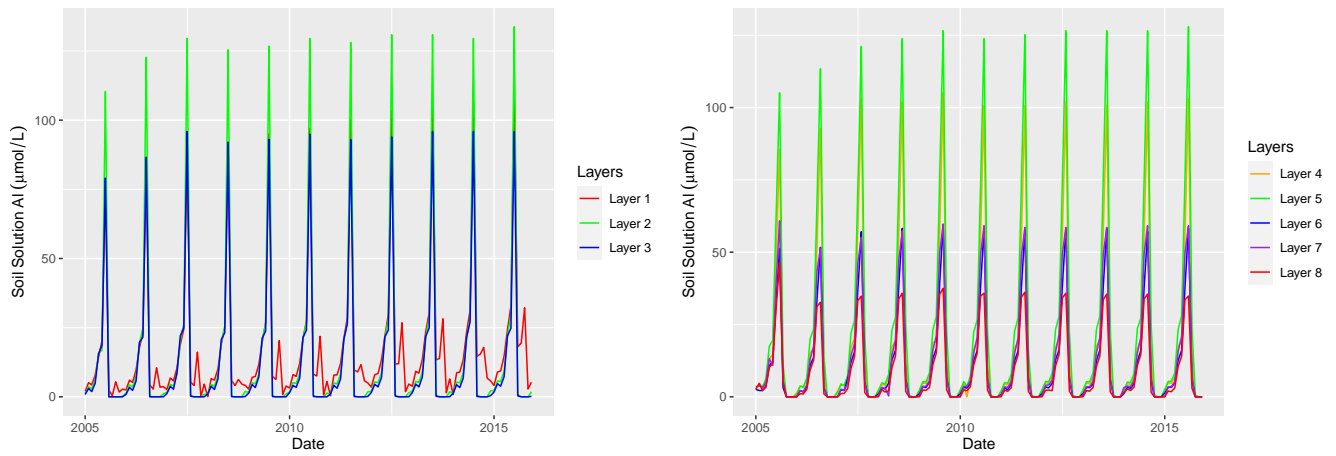 Soil Solution Al (μmol/L)
100
50
0
2005
2010
2015
Date
Layers
Layer 1
Layer 2
Layer 3
Soil Solution Al (μmol/L)
100
50
0
2005
2010
2015
Date
Layers
Layer 4
Layer 5
Layer 6
Layer 7
Layer 8